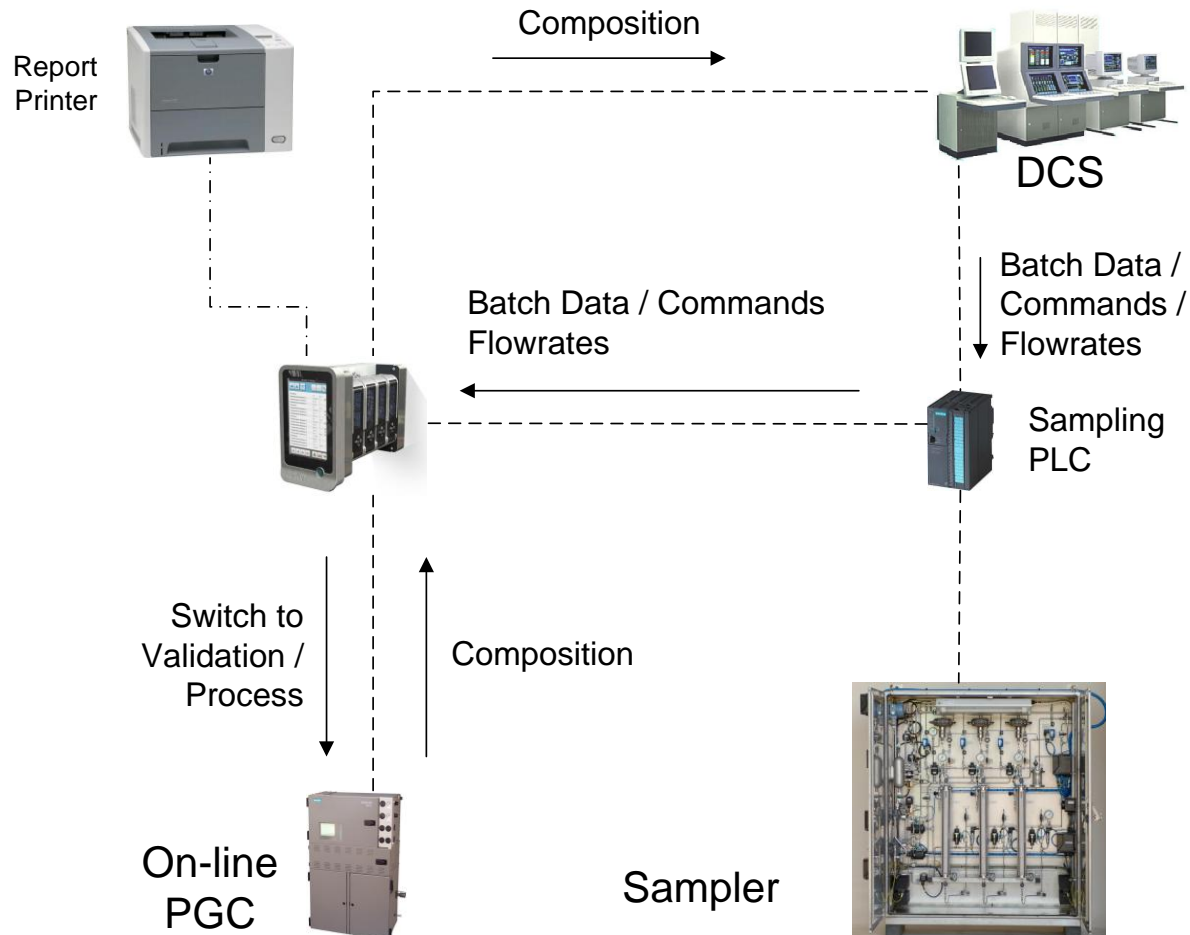 Composition
Report
Printer
DCS
Batch Data /
Commands /
Flowrates
Batch Data / Commands
Flowrates
Sampling
PLC
Switch to
Validation /
Process
Composition
On-line
PGC
Sampler